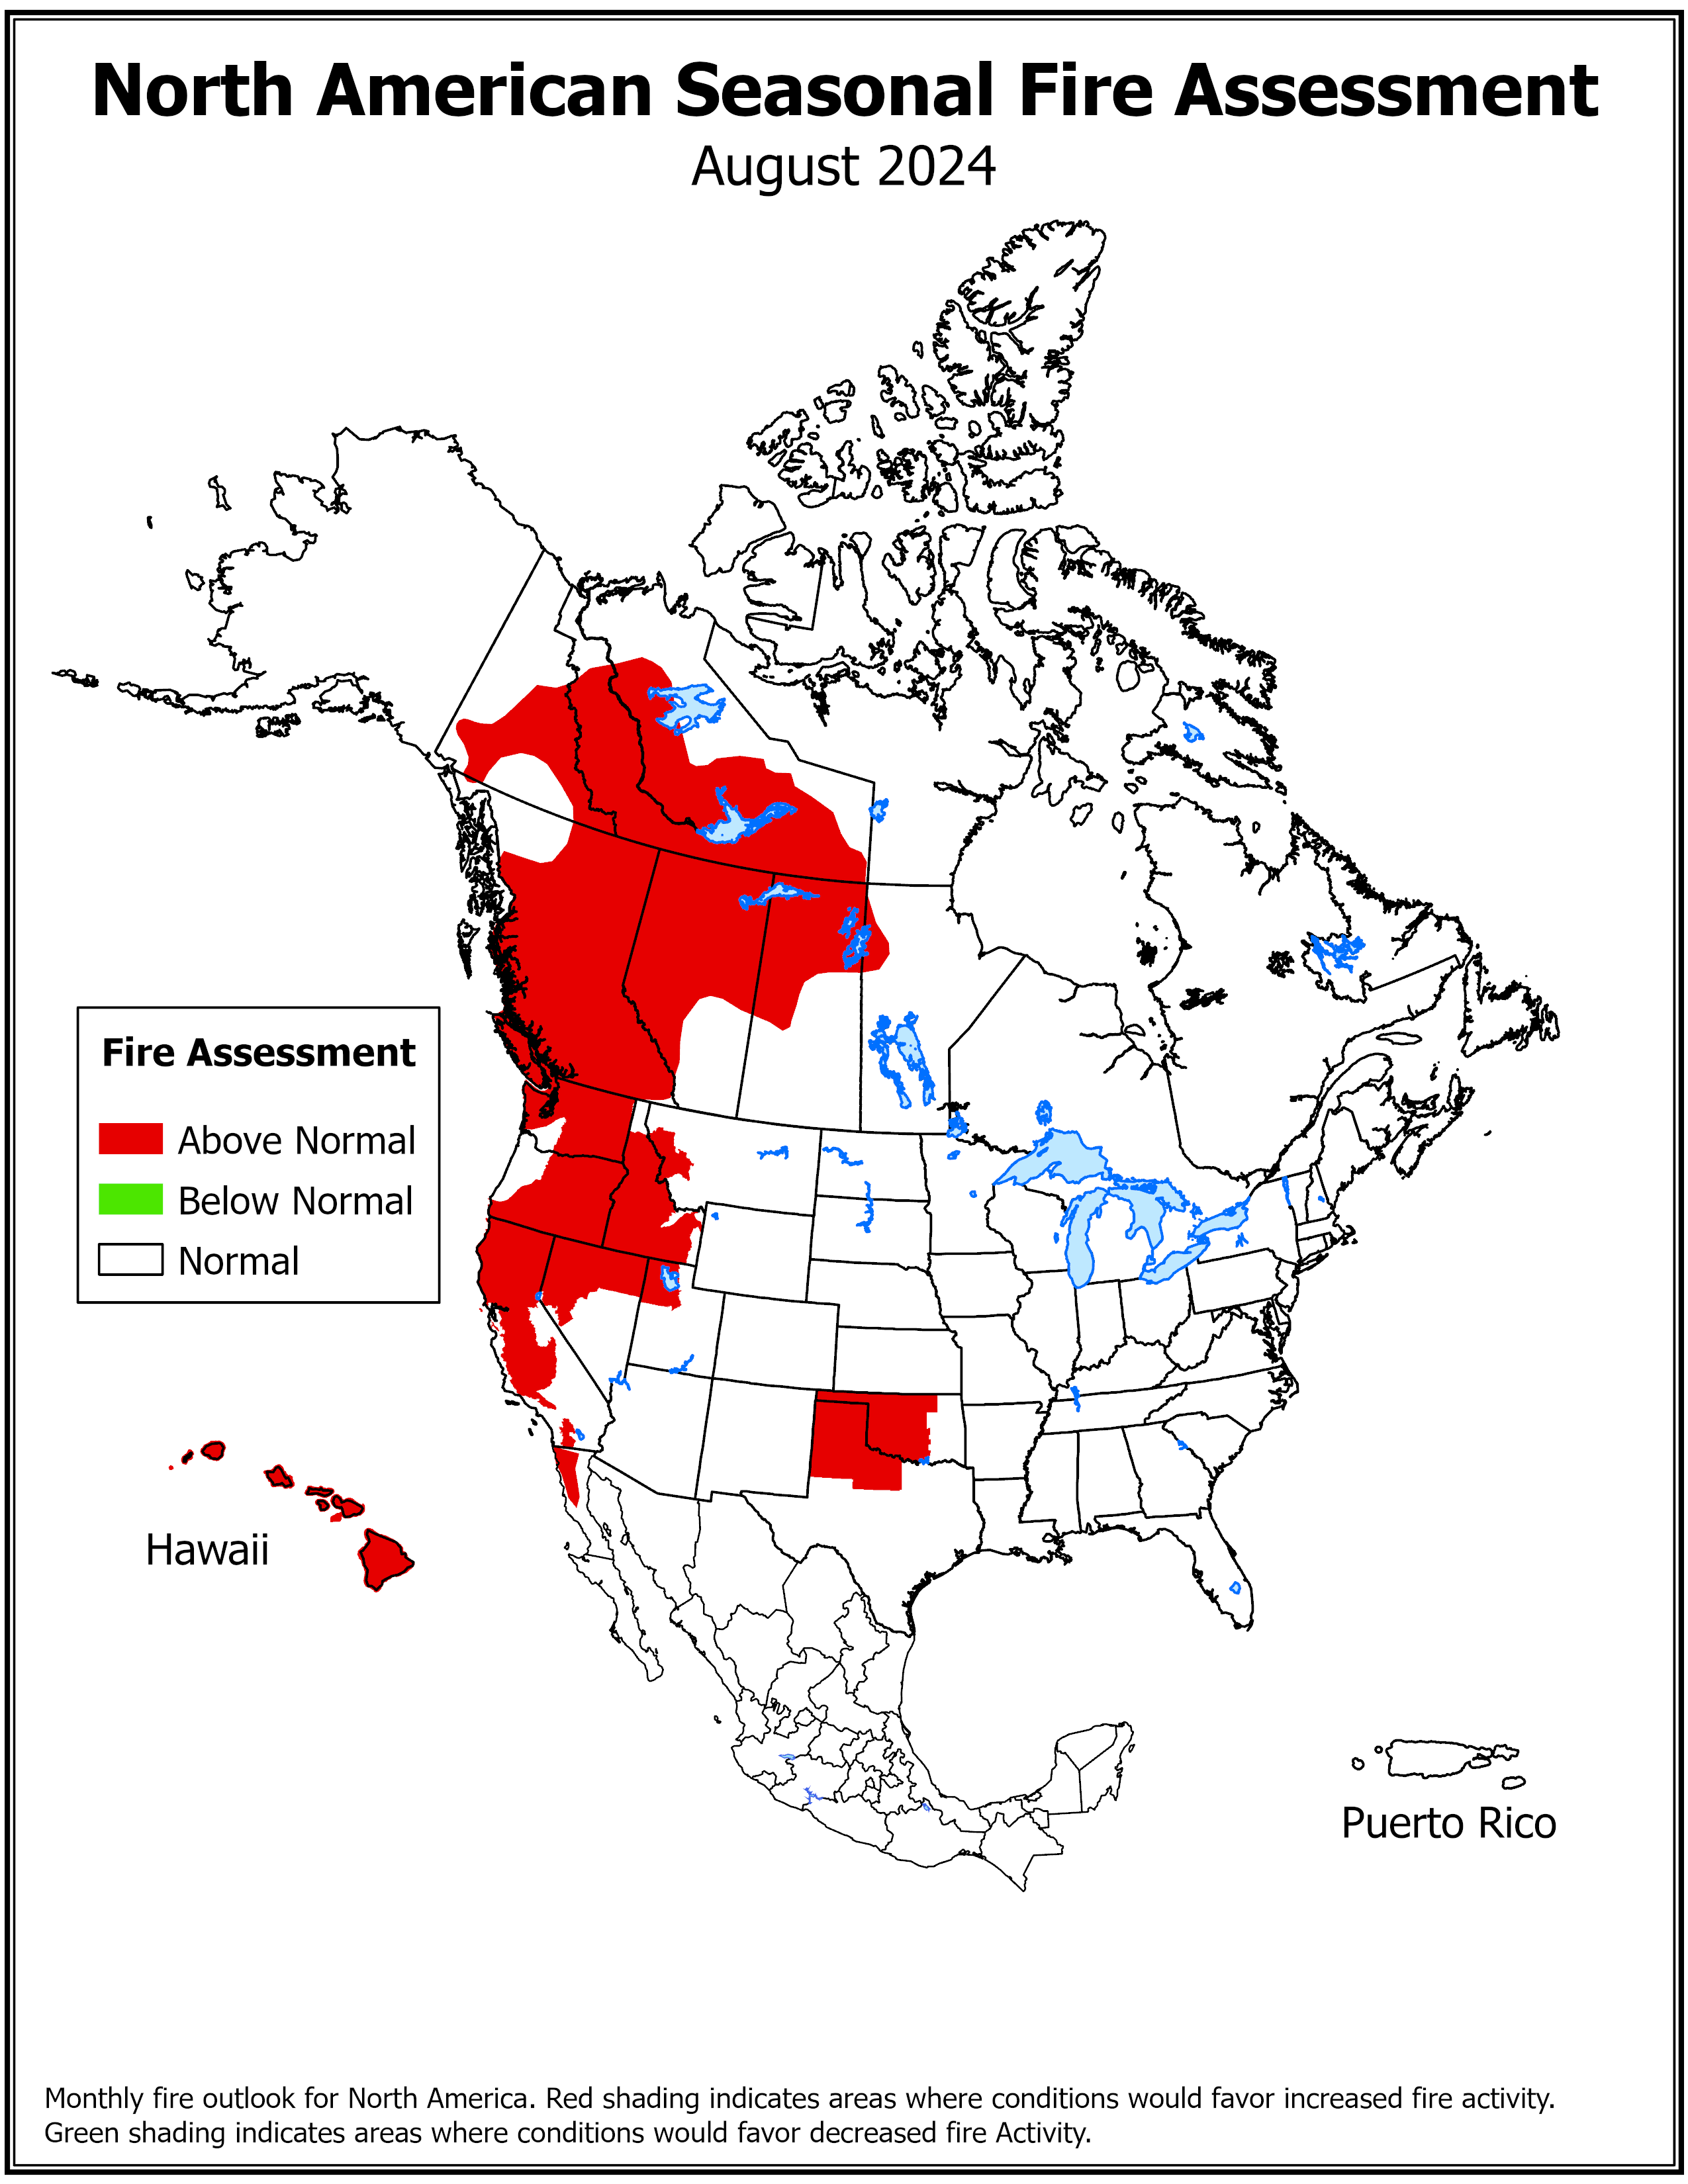 North American Seasonal Fire Assessment
August 2024
Fire Assessment
Above Normal
Below Normal
Normal
Hawaii
Puerto Rico
Monthly fire outlook for North America. Red shading indicates areas where conditions would favor increased fire activity.
Green shading indicates areas where conditions would favor decreased fire Activity.